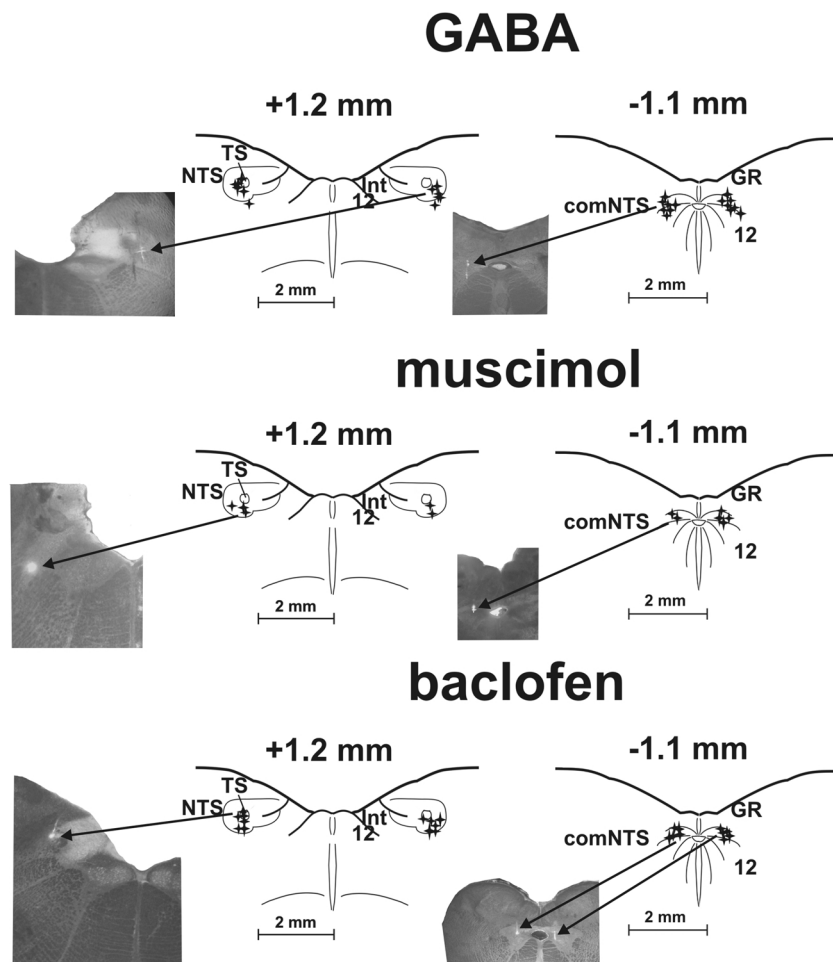 GABA
+1.2 mm
-1.1 mm
TS
NTS
Int
12
GR
comNTS
12
2 mm
2 mm
muscimol
+1.2 mm
-1.1 mm
TS
NTS
Int
12
GR
comNTS
12
2 mm
2 mm
baclofen
+1.2 mm
-1.1 mm
TS
NTS
Int
12
GR
comNTS
12
2 mm
2 mm